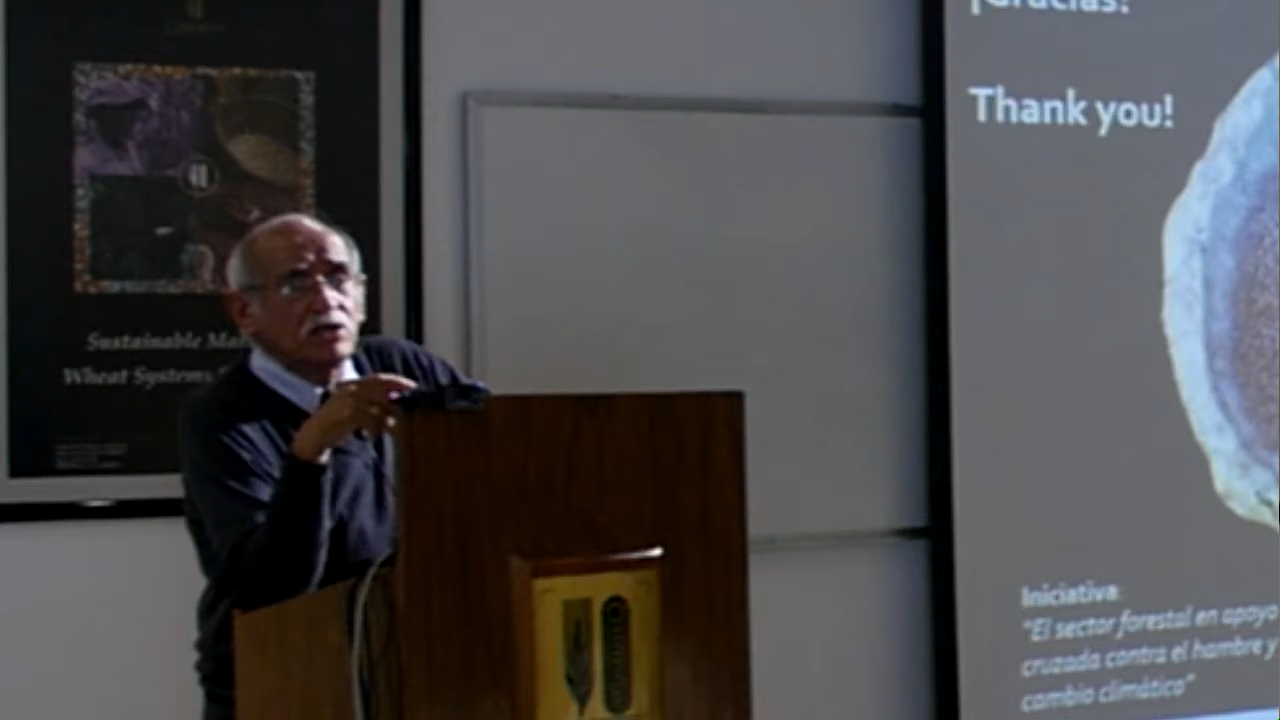 Sustainable
Wheat Systems
¡Gracias!
Thank you!
Iniciativa:
"El sector forestal en apoyo
cruzada contra el hambre y
cambio climático"